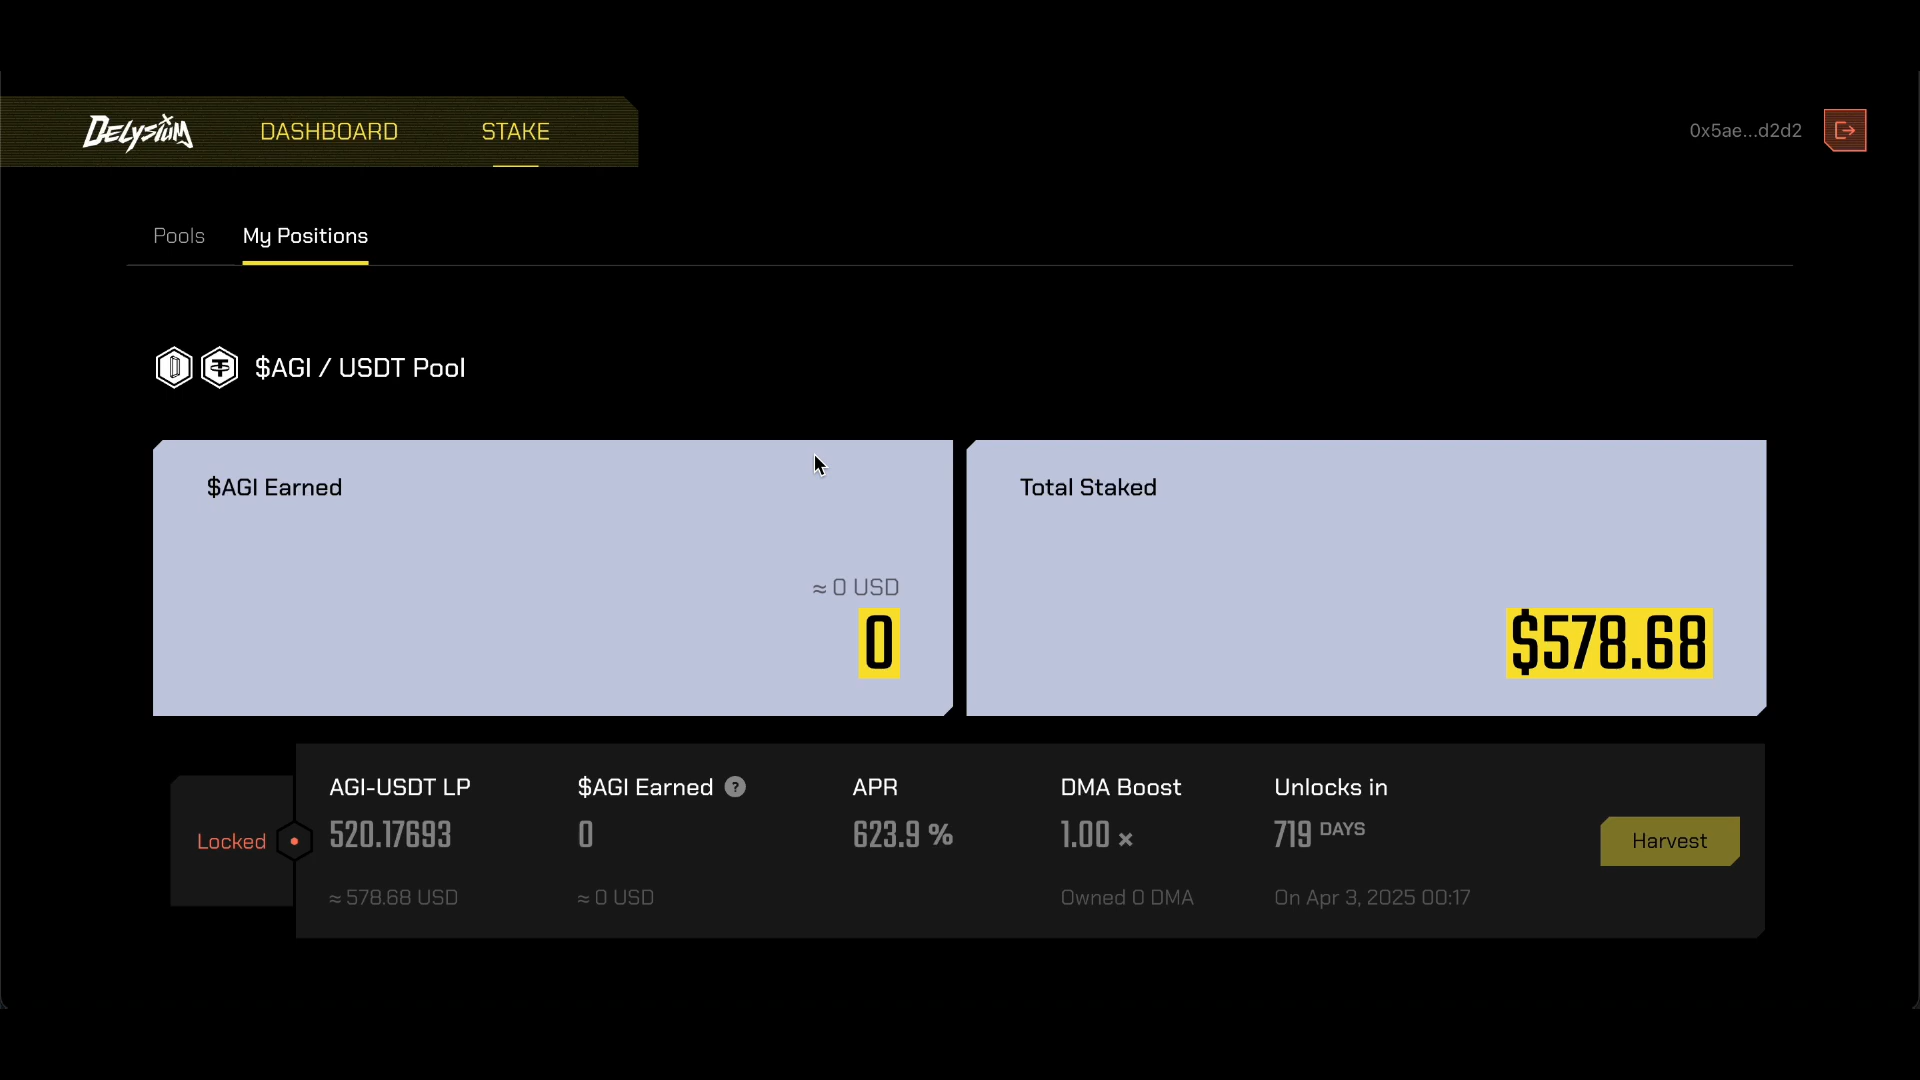 DELYSIUM DASHBOARD STAKE 0x5ae...d2d2
Pools My Positions
$AGI / USDT Pool
$AGI Earned
≈ 0 USD
0
Total Staked
$578.68
Locked
AGI-USDT LP $AGI Earned ? APR DMA Boost Unlocks in
520.17693 0 623.9 % 1.00 × 719 DAYS
Harvest
≈ 578.68 USD ≈ 0 USD Owned 0 DMA On Apr 3, 2025 00:17